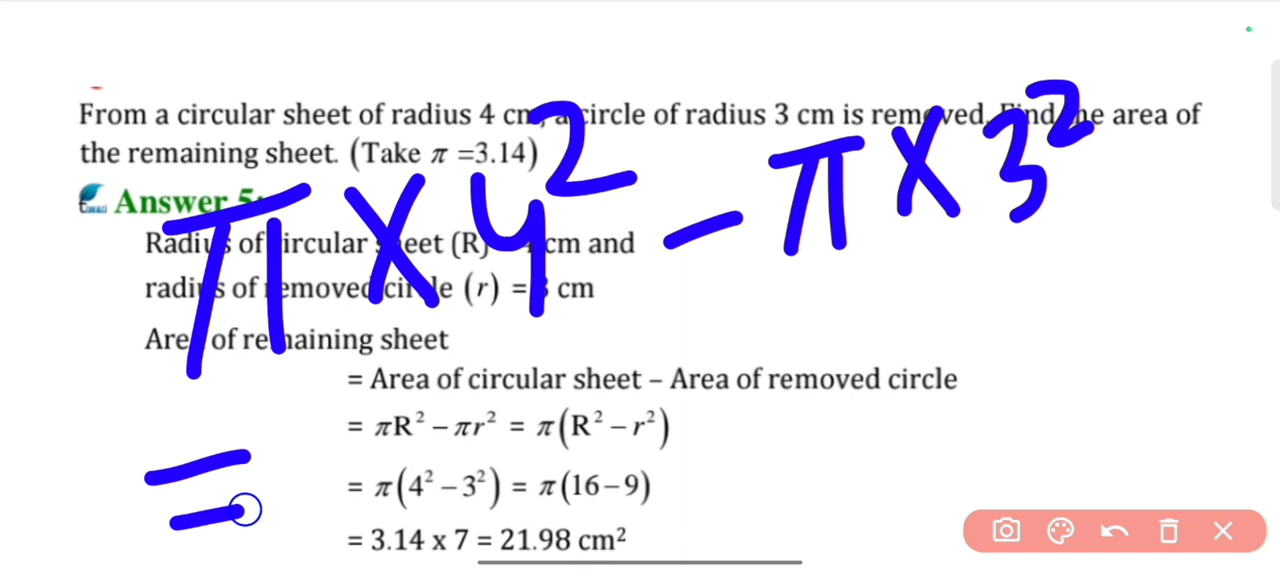 From a circular sheet of radius 4 cm, a circle of radius 3 cm is removed. Find the area of
the remaining sheet. (Take π =3.14)
Answer 5:
π × 4² − π × 3²
Radius of circular sheet (R) = 4 cm and
radius of removed circle (r) = 3 cm
Area of remaining sheet
= Area of circular sheet – Area of removed circle
= πR² – πr² = π(R² – r²)
= π(4² – 3²) = π(16–9)
=
= 3.14 x 7 = 21.98 cm²